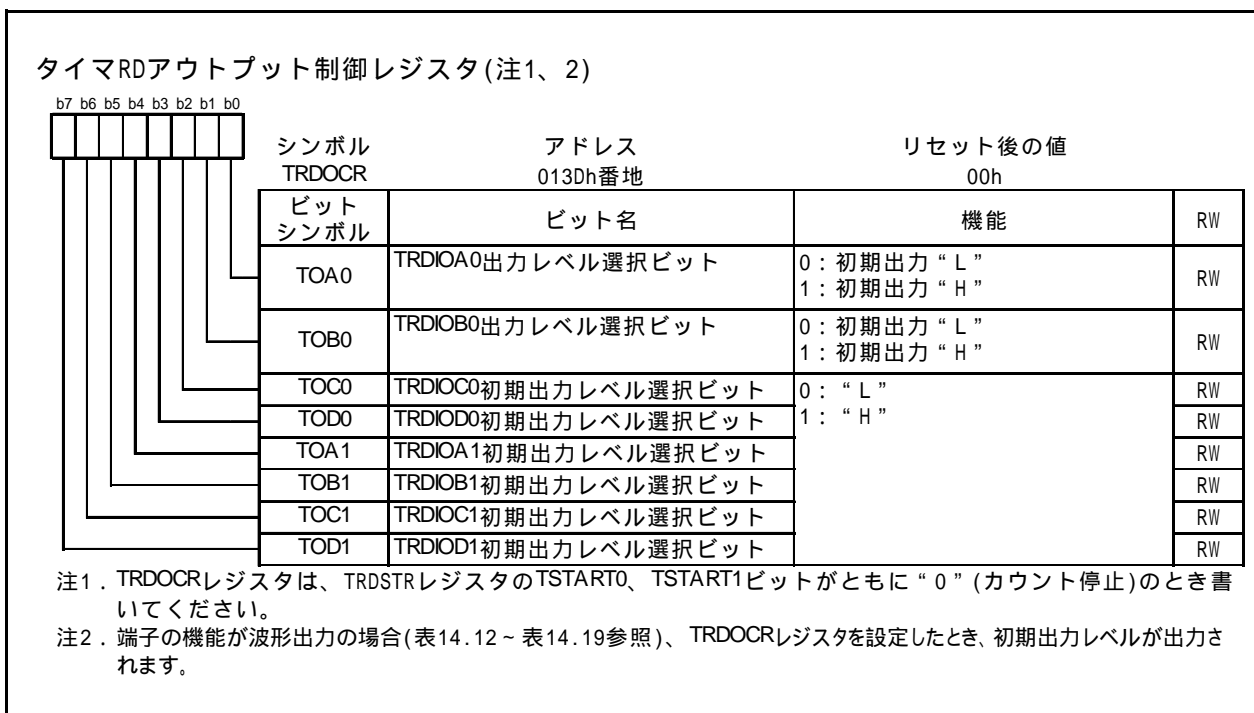 タイマRDアウトプット制御レジスタ(注1、2)
b7 b6 b5 b4 b3 b2 b1 b0
シンボル アドレス リセット後の値
TRDOCR 013Dh番地 00h
ビットシンボル ビット名 機能 RW
TOA0 TRDIOA0出力レベル選択ビット 0：初期出力“L” RW
1：初期出力“H”
TOB0 TRDIOB0出力レベル選択ビット 0：初期出力“L” RW
1：初期出力“H”
TOC0 TRDIOC0初期出力レベル選択ビット 0：“L” RW
TOD0 TRDIOD0初期出力レベル選択ビット 1：“H” RW
TOA1 TRDIOA1初期出力レベル選択ビット RW
TOB1 TRDIOB1初期出力レベル選択ビット RW
TOC1 TRDIOC1初期出力レベル選択ビット RW
TOD1 TRDIOD1初期出力レベル選択ビット RW
注1．TRDOCRレジスタは、TRDSTRレジスタのTSTART0、TSTART1ビットがともに“0”(カウント停止)のとき書
いてください。
注2．端子の機能が波形出力の場合(表14.12～表14.19参照)、TRDOCRレジスタを設定したとき、初期出力レベルが出力さ
れます。